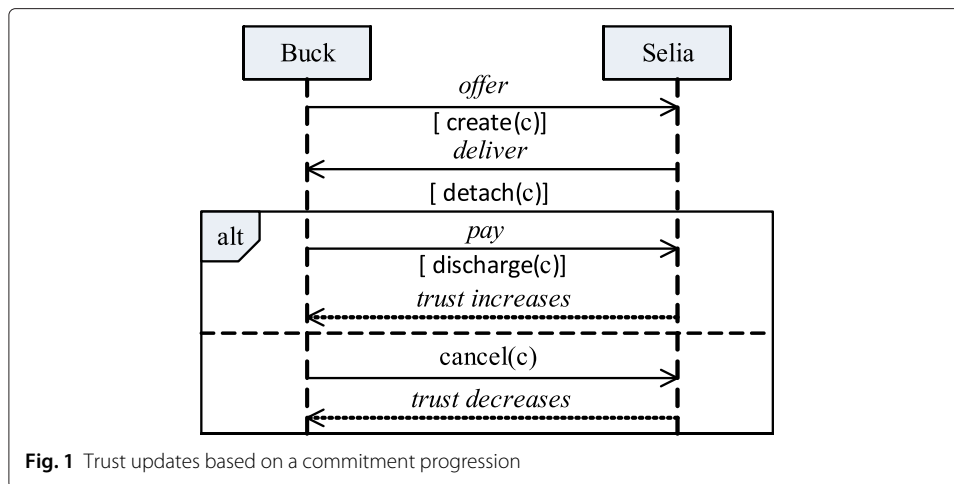 Buck Selia
offer
[ create(c)]
deliver
[ detach(c)]
alt
pay
[ discharge(c)]
trust increases
cancel(c)
trust decreases
Fig. 1 Trust updates based on a commitment progression